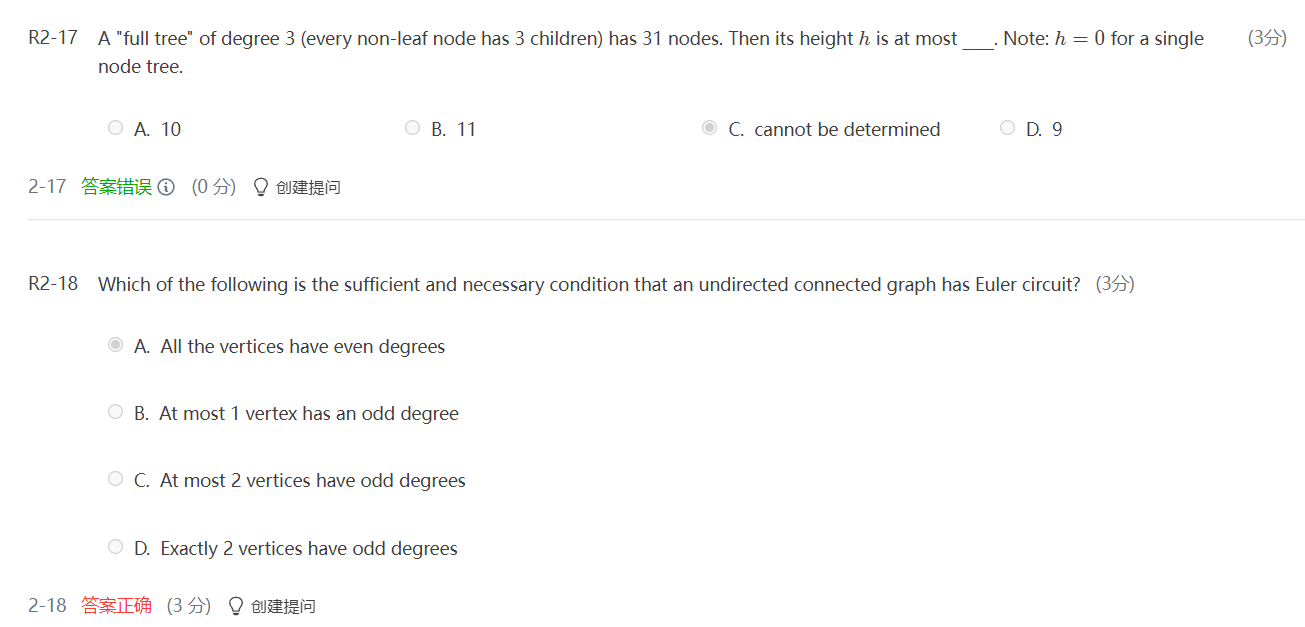 R2-17 A "full tree" of degree 3 (every non-leaf node has 3 children) has 31 nodes. Then its height h is at most ___. Note: h = 0 for a single (3分)
node tree.
A. 10 B. 11 C. cannot be determined D. 9
2-17 答案错误 (0 分) 创建提问
R2-18 Which of the following is the sufficient and necessary condition that an undirected connected graph has Euler circuit? (3分)
A. All the vertices have even degrees
B. At most 1 vertex has an odd degree
C. At most 2 vertices have odd degrees
D. Exactly 2 vertices have odd degrees
2-18 答案正确 (3 分) 创建提问